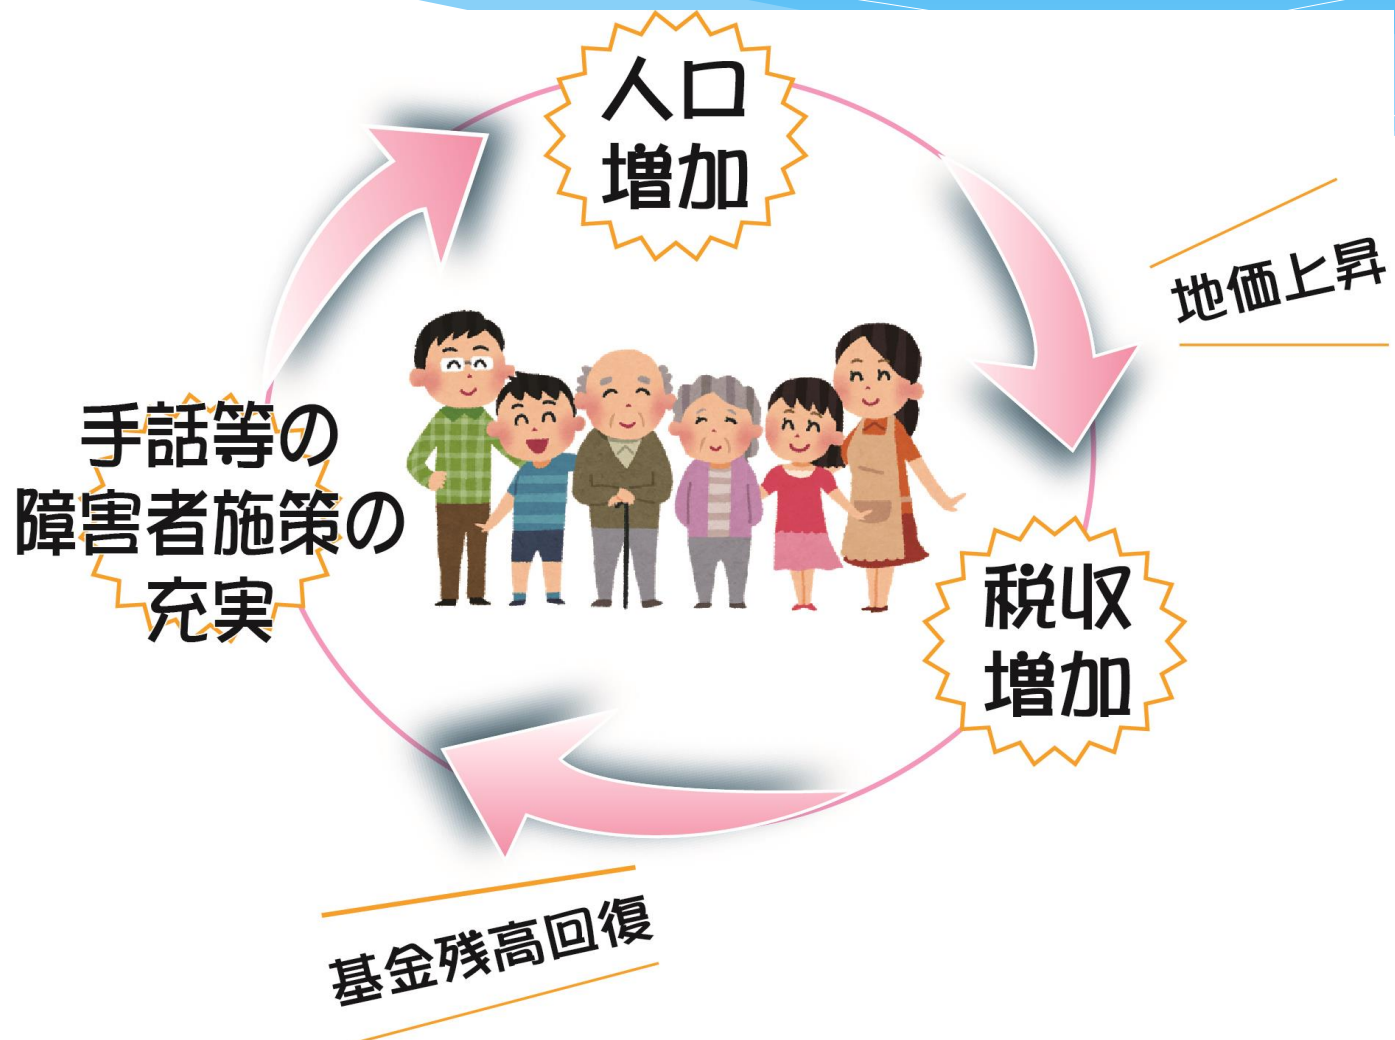 人口
増加
地価上昇
税収
増加
基金残高回復
手話等の
障害者施策の
充実